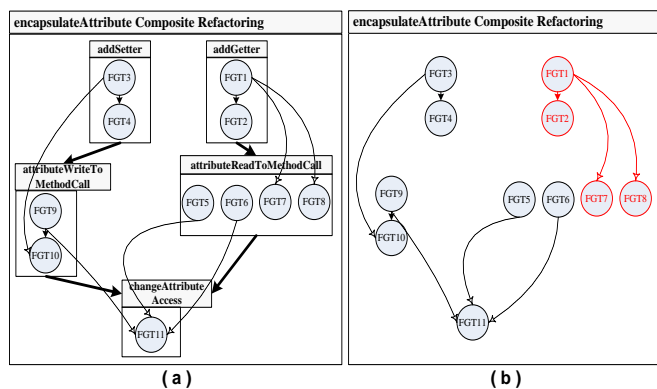 encapsulateAttribute Composite Refactoring
addSetter
addGetter
FGT3
FGT1
FGT4
FGT2
attributeWriteTo
MethodCall
attributeReadToMethodCall
FGT9
FGT5
FGT6
FGT7
FGT8
FGT10
changeAttribute
Access
FGT11
( a )
encapsulateAttribute Composite Refactoring
FGT3
FGT1
FGT4
FGT2
FGT9
FGT5
FGT6
FGT7
FGT8
FGT10
FGT11
( b )